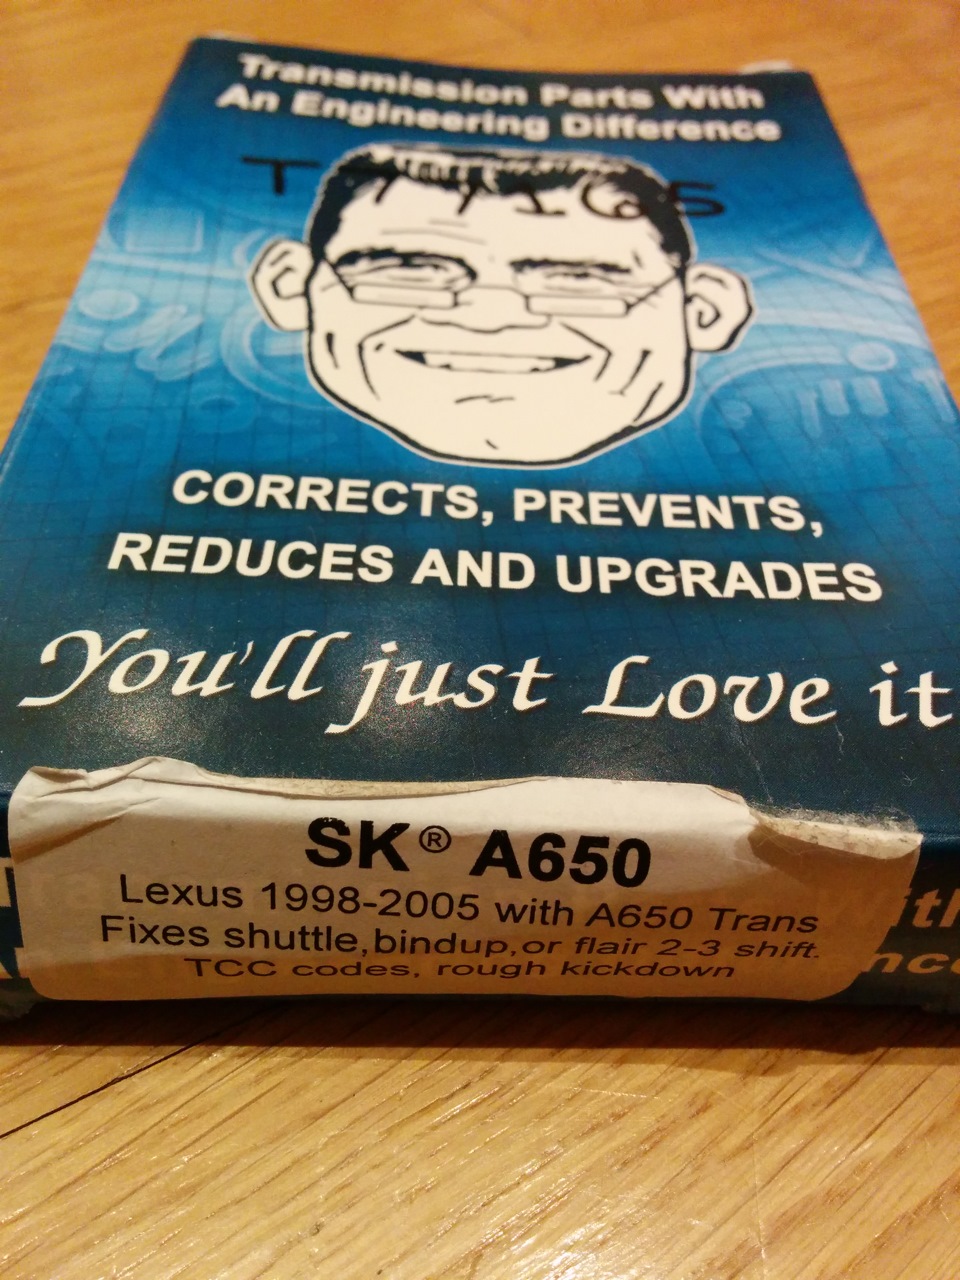 Transmission Parts With
An Engineering Difference
T77165
CORRECTS, PREVENTS,
REDUCES AND UPGRADES
You'll just Love it
SK® A650
Lexus 1998-2005 with A650 Trans
Fixes shuttle,bindup,or flair 2-3 shift.
TCC codes, rough kickdown